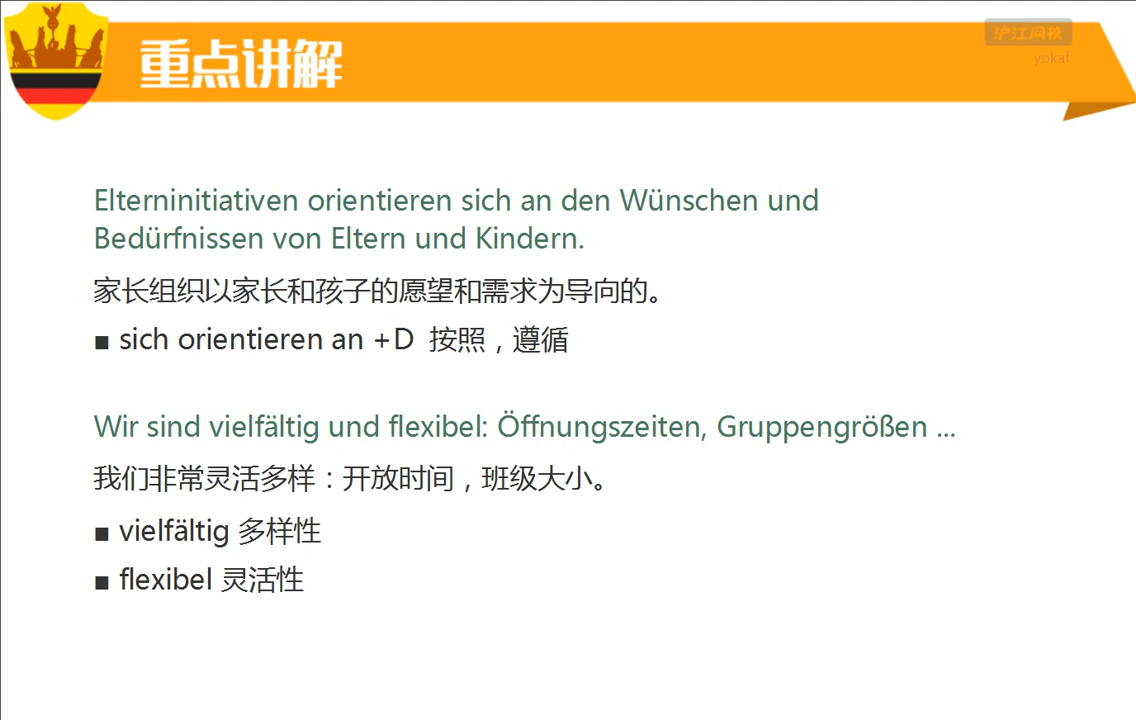 重点讲解
沪江网校
yokaf
Elterninitiativen orientieren sich an den Wünschen und
Bedürfnissen von Eltern und Kindern.
家长组织以家长和孩子的愿望和需求为导向的。
■ sich orientieren an +D 按照，遵循
Wir sind vielfältig und flexibel: Öffnungszeiten, Gruppengrößen ...
我们非常灵活多样：开放时间，班级大小。
■ vielfältig 多样性
■ flexibel 灵活性